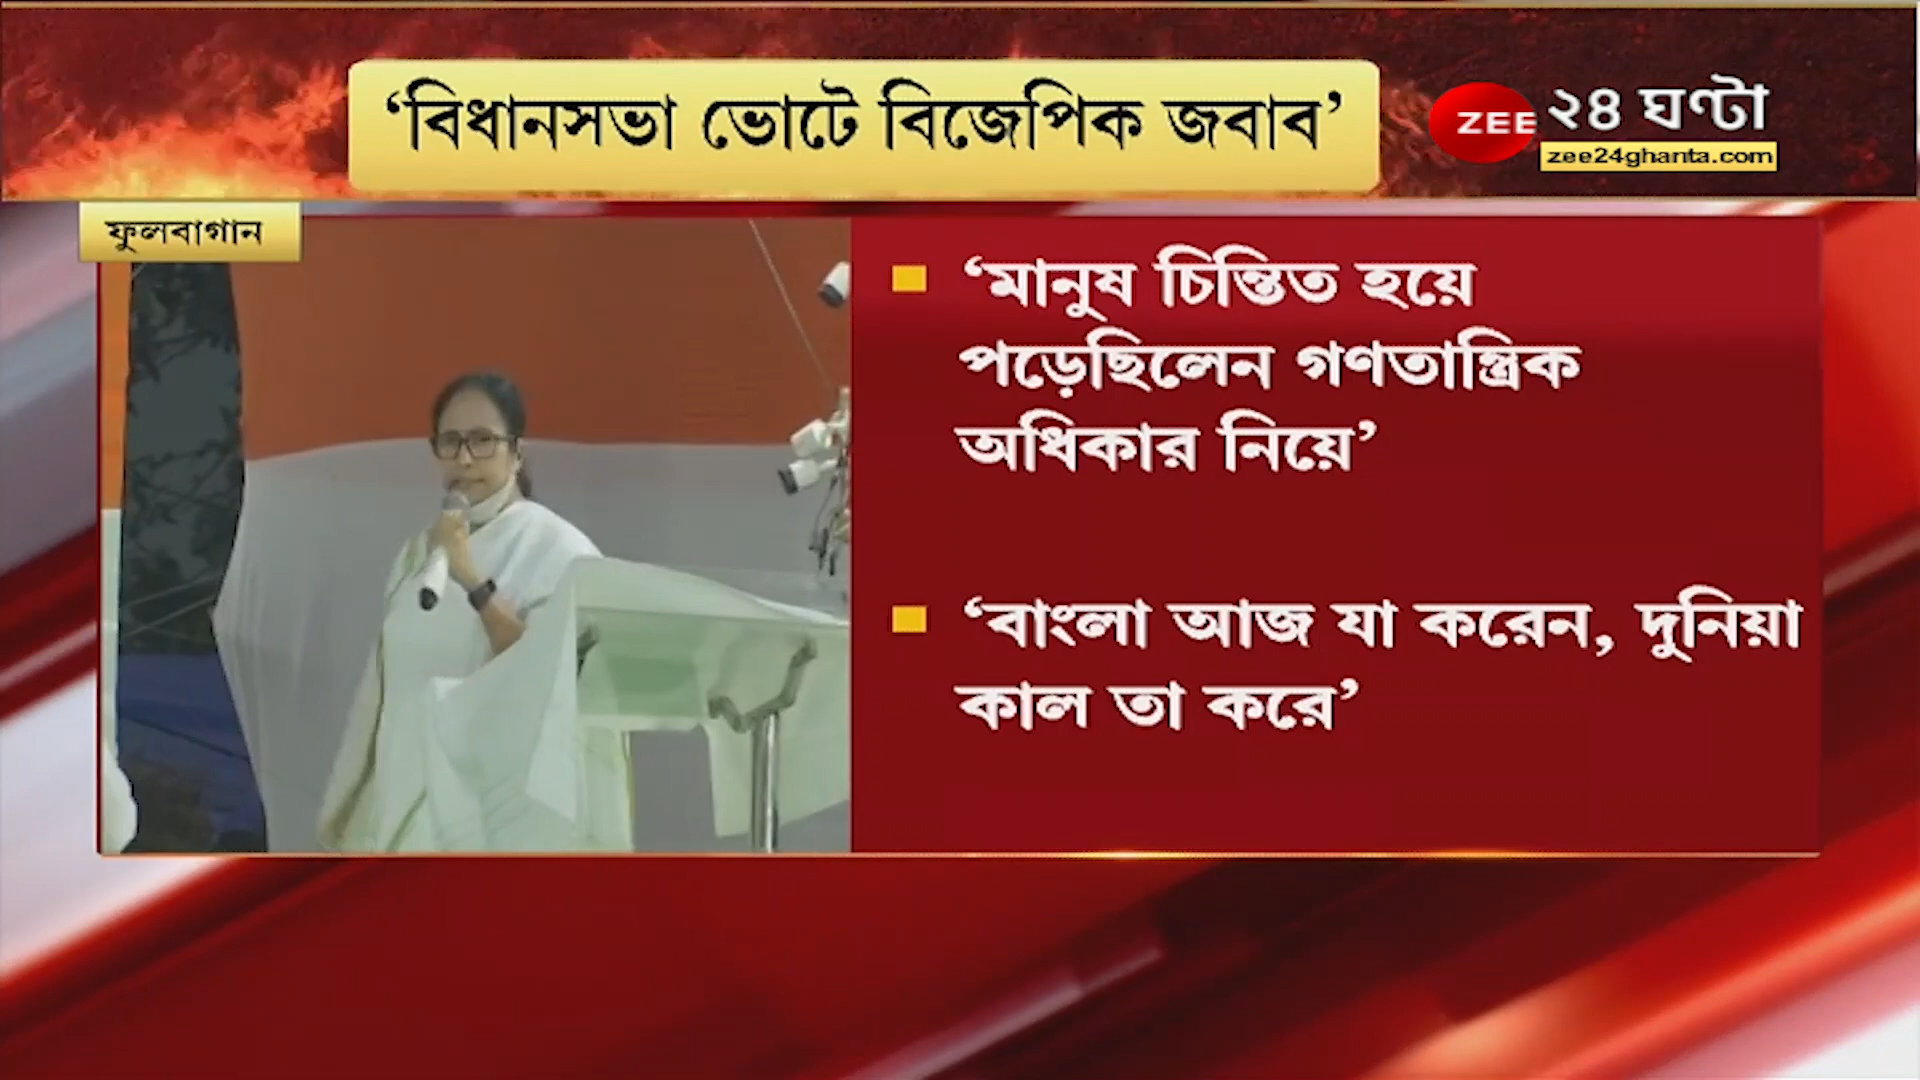 ‘বিধানসভা ভোটে বিজেপিক জবাব’
ZEE ২৪ ঘণ্টা
zee24ghanta.com
ফুলবাগান
‘মানুষ চিন্তিত হয়ে
পড়েছিলেন গণতান্ত্রিক
অধিকার নিয়ে’
‘বাংলা আজ যা করেন, দুনিয়া
কাল তা করে’